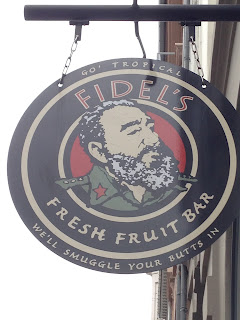 GO' TROPICAL
FIDEL'S
FRESH FRUIT BAR
WE'LL SMUGGLE YOUR BUTTS IN